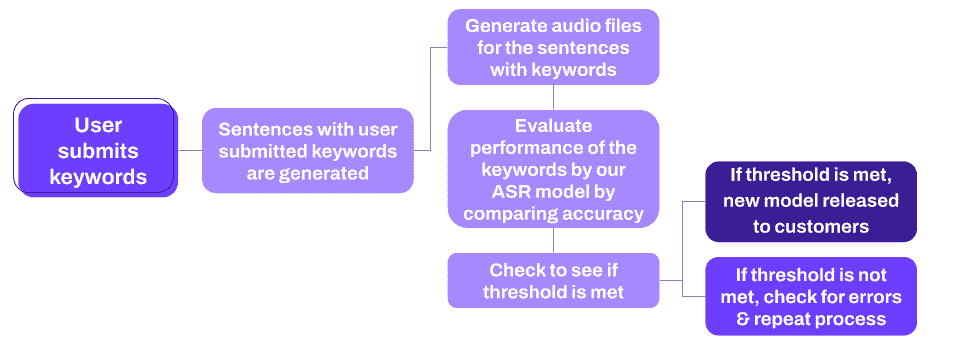 User
submits
keywords
Sentences with user
submitted keywords
are generated
Generate audio files
for the sentences
with keywords
Evaluate
performance of the
keywords by our
ASR model by
comparing accuracy
Check to see if
threshold is met
If threshold is met,
new model released
to customers
If threshold is not
met, check for errors
& repeat process